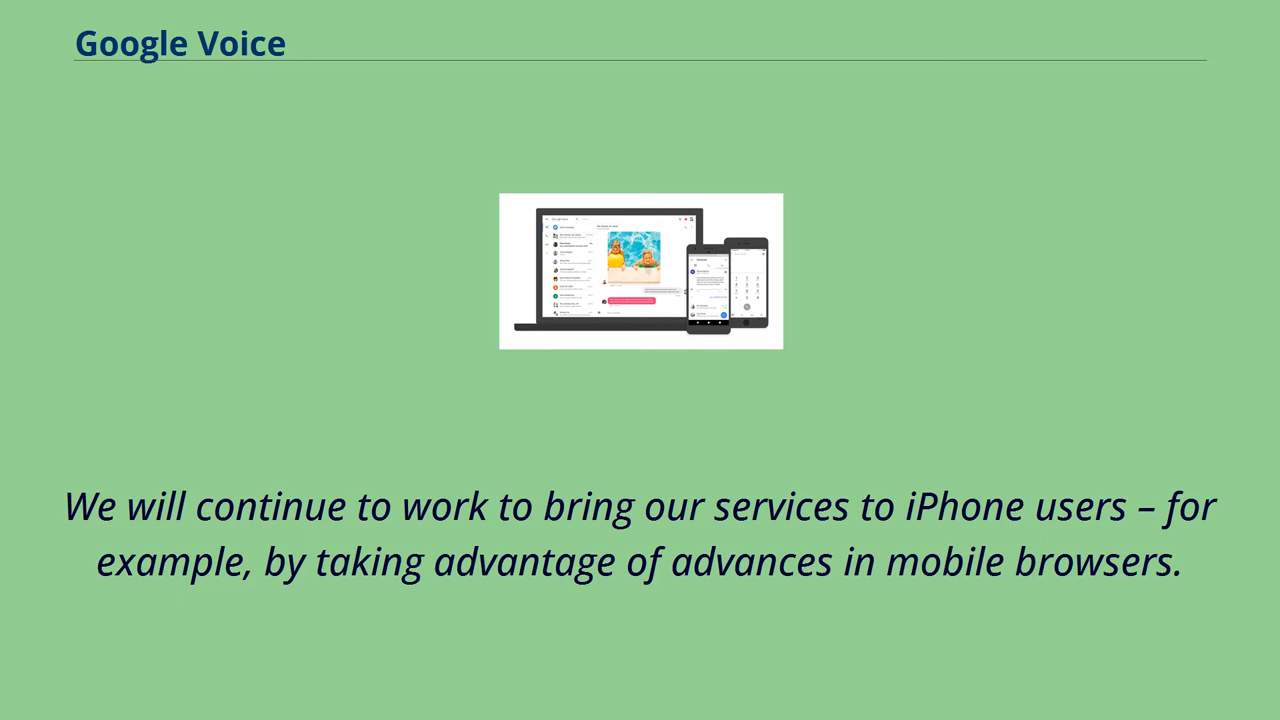 Google Voice
We will continue to work to bring our services to iPhone users – for
example, by taking advantage of advances in mobile browsers.